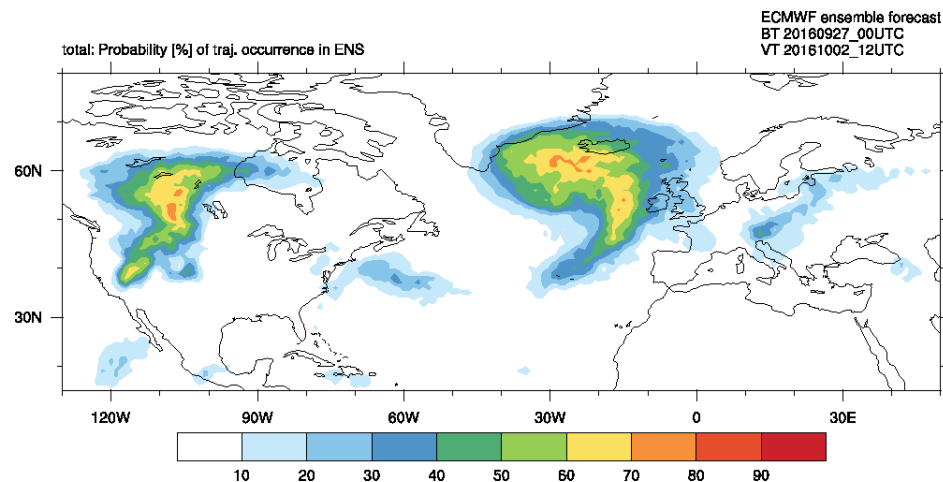 ECMWF ensemble forecast
BT 20160927_00UTC
total: Probability [%] of traj. occurrence in ENS
VT 20161002_12UTC
60N
30N
120W 90W 60W 30W 0 30E
10 20 30 40 50 60 70 80 90